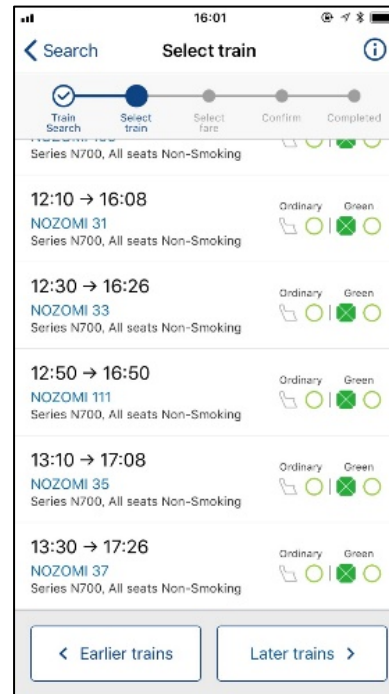 16:01
Search
Select train
Train Search
Select train
Select fare
Confirm
Completed
Series N700, All seats Non-Smoking
12:10 → 16:08
Ordinary Green
NOZOMI 31
Series N700, All seats Non-Smoking
12:30 → 16:26
Ordinary Green
NOZOMI 33
Series N700, All seats Non-Smoking
12:50 → 16:50
Ordinary Green
NOZOMI 111
Series N700, All seats Non-Smoking
13:10 → 17:08
Ordinary Green
NOZOMI 35
Series N700, All seats Non-Smoking
13:30 → 17:26
Ordinary Green
NOZOMI 37
Series N700, All seats Non-Smoking
Earlier trains
Later trains